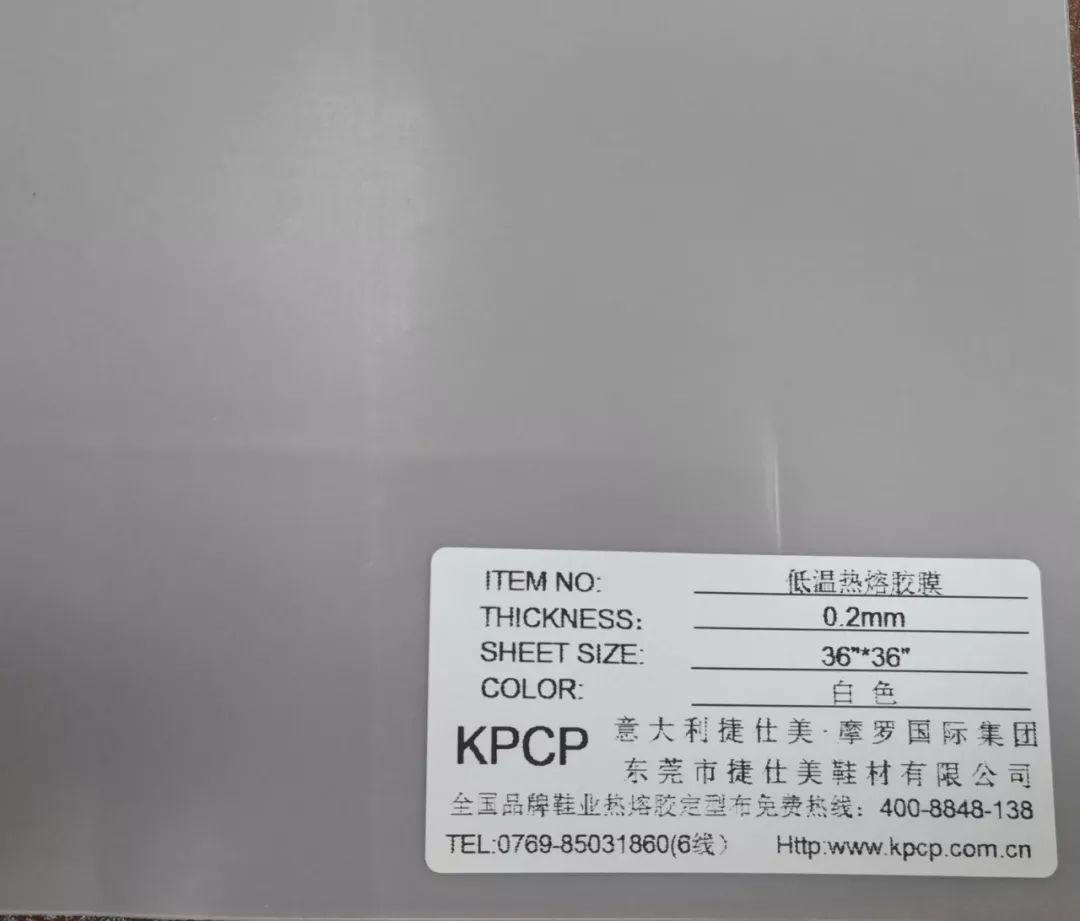 ITEM NO: 低温热熔胶膜
THICKNESS: 0.2mm
SHEET SIZE: 36"*36"
COLOR: 白 色
KPCP 意大利捷仕美·摩罗国际集团
东莞市捷仕美鞋材有限公司
全国品牌鞋业热熔胶定型布免费热线：400-8848-138
TEL:0769-85031860(6线） Http:www.kpcp.com.cn